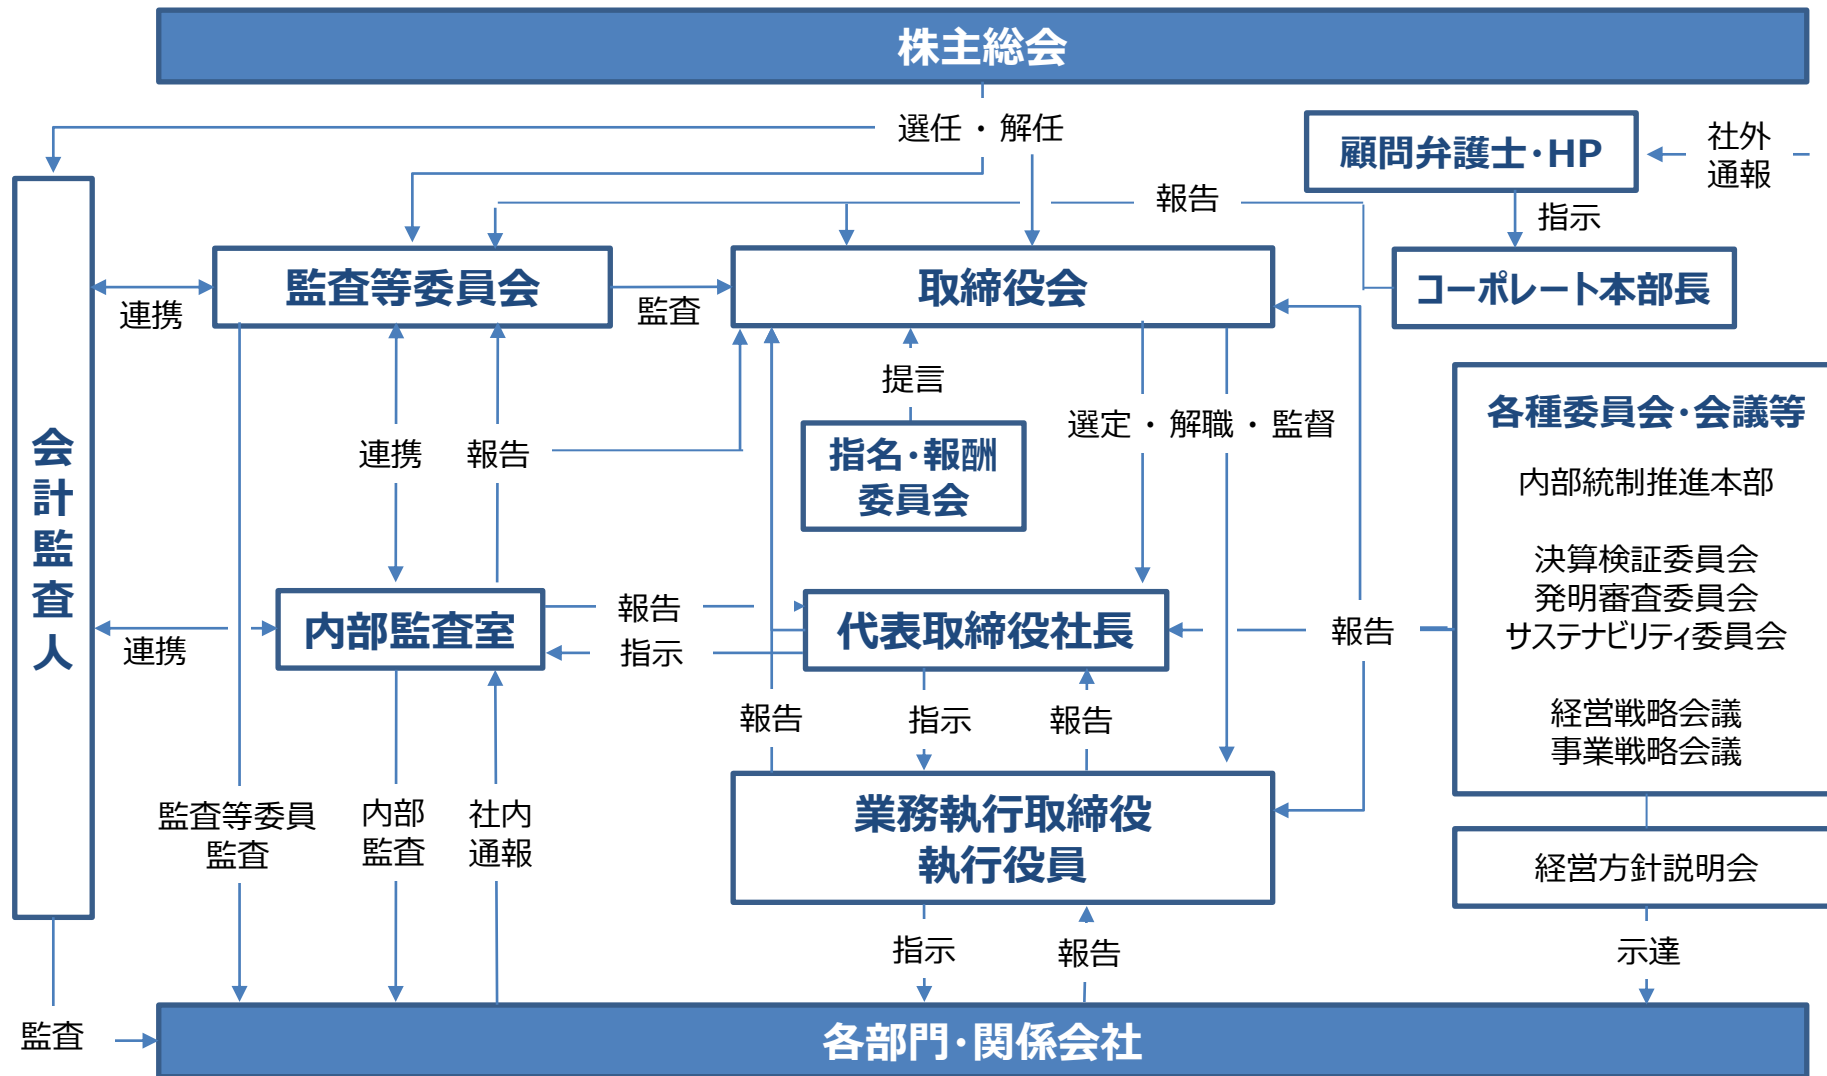 株主総会
選任・解任
顧問弁護士・HP
社外
通報
報告
指示
監査等委員会
取締役会
コーポレート本部長
連携
監査
提言
選定・解職・監督
各種委員会・会議等
内部統制推進本部
決算検証委員会
発明審査委員会
サステナビリティ委員会
経営戦略会議
事業戦略会議
連携
報告
指名・報酬
委員会
会計監査人
内部監査室
報告
指示
代表取締役社長
報告
連携
報告
指示
報告
監査等委員
監査
内部
監査
社内
通報
業務執行取締役
執行役員
経営方針説明会
指示
報告
示達
監査
各部門・関係会社